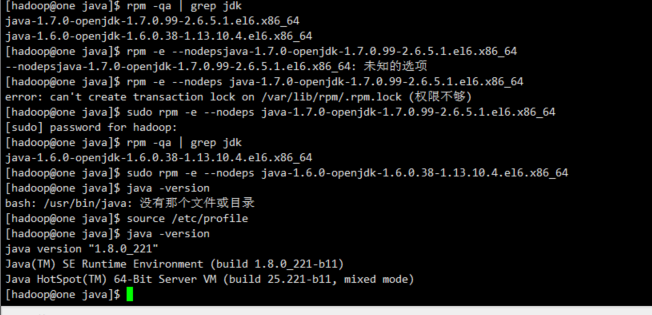 [hadoop@one java]$ rpm -qa | grep jdk
java-1.7.0-openjdk-1.7.0.99-2.6.5.1.el6.x86_64
java-1.6.0-openjdk-1.6.0.38-1.13.10.4.el6.x86_64
[hadoop@one java]$ rpm -e --nodepsjava-1.7.0-openjdk-1.7.0.99-2.6.5.1.el6.x86_64
--nodepsjava-1.7.0-openjdk-1.7.0.99-2.6.5.1.el6.x86_64: 未知的选项
[hadoop@one java]$ rpm -e --nodeps java-1.7.0-openjdk-1.7.0.99-2.6.5.1.el6.x86_64
error: can't create transaction lock on /var/lib/rpm/.rpm.lock (权限不够)
[hadoop@one java]$ sudo rpm -e --nodeps java-1.7.0-openjdk-1.7.0.99-2.6.5.1.el6.x86_64
[sudo] password for hadoop:
[hadoop@one java]$ rpm -qa | grep jdk
java-1.6.0-openjdk-1.6.0.38-1.13.10.4.el6.x86_64
[hadoop@one java]$ sudo rpm -e --nodeps java-1.6.0-openjdk-1.6.0.38-1.13.10.4.el6.x86_64
[hadoop@one java]$ java -version
bash: /usr/bin/java: 没有那个文件或目录
[hadoop@one java]$ source /etc/profile
[hadoop@one java]$ java -version
java version "1.8.0_221"
Java(TM) SE Runtime Environment (build 1.8.0_221-b11)
Java HotSpot(TM) 64-Bit Server VM (build 25.221-b11, mixed mode)
[hadoop@one java]$